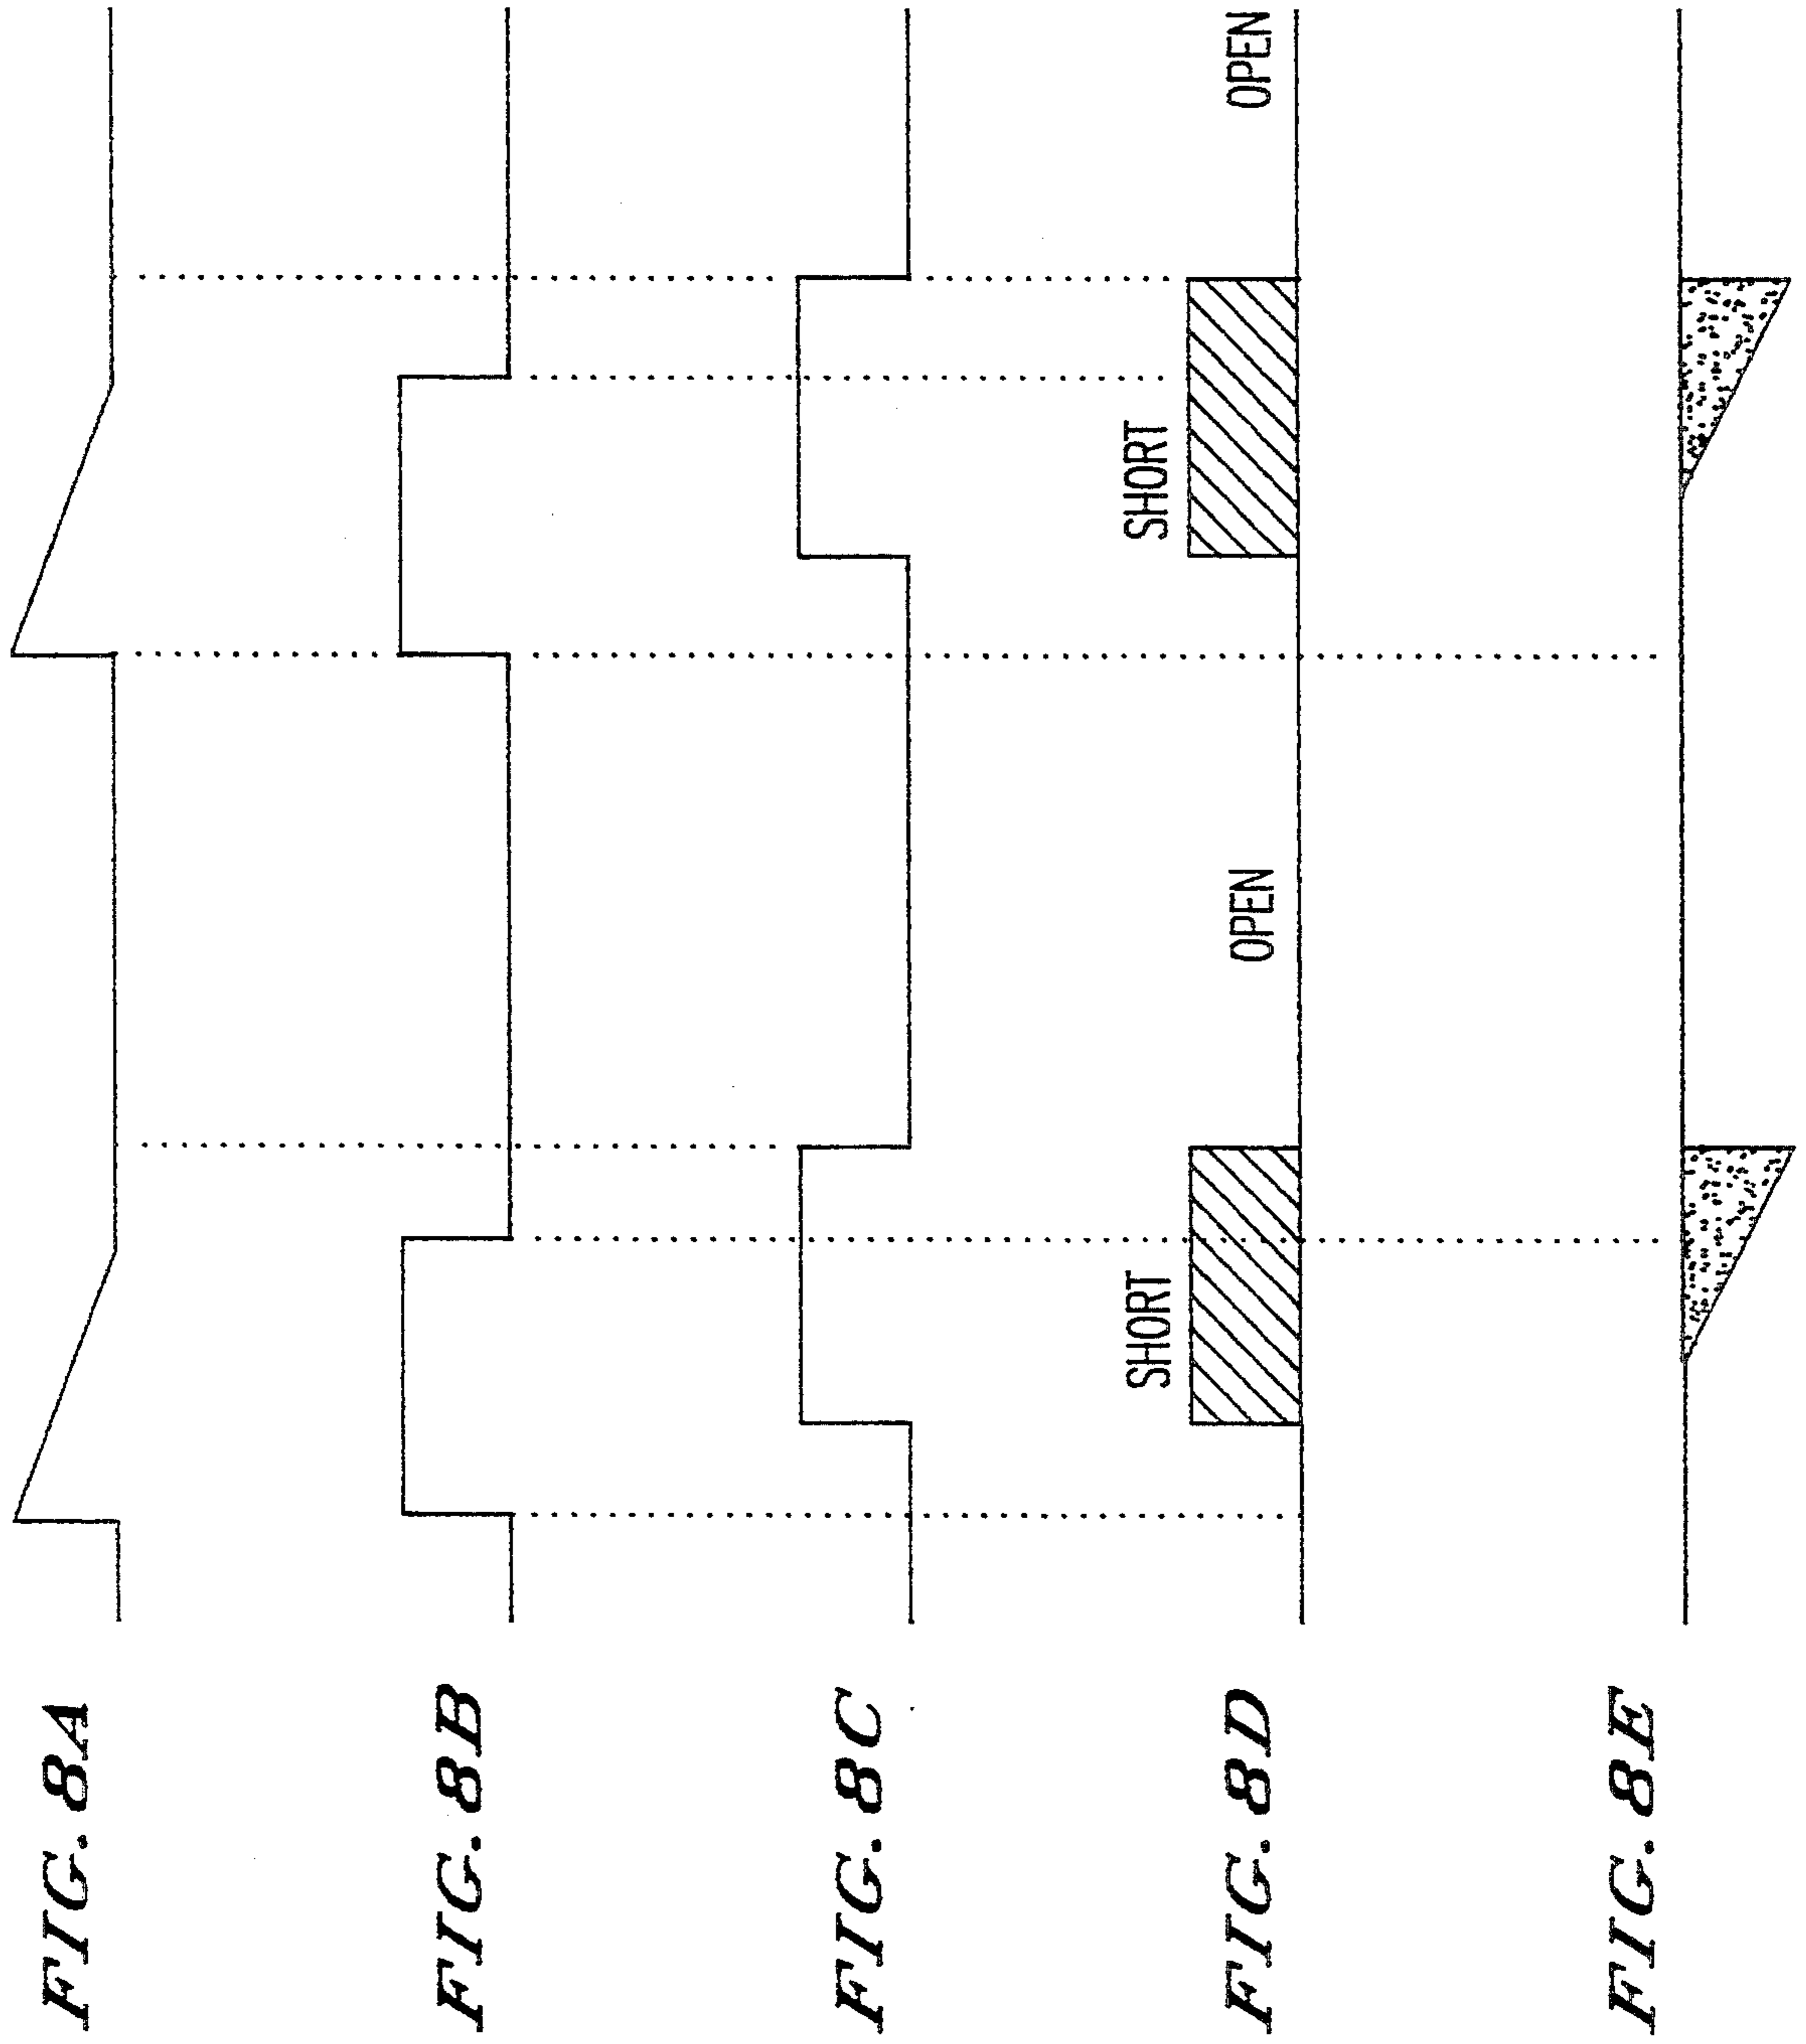 FIG. 8A
FIG. 8B
FIG. 8C
SHORT
SHORT
FIG. 8D
OPEN
OPEN
FIG. 8E